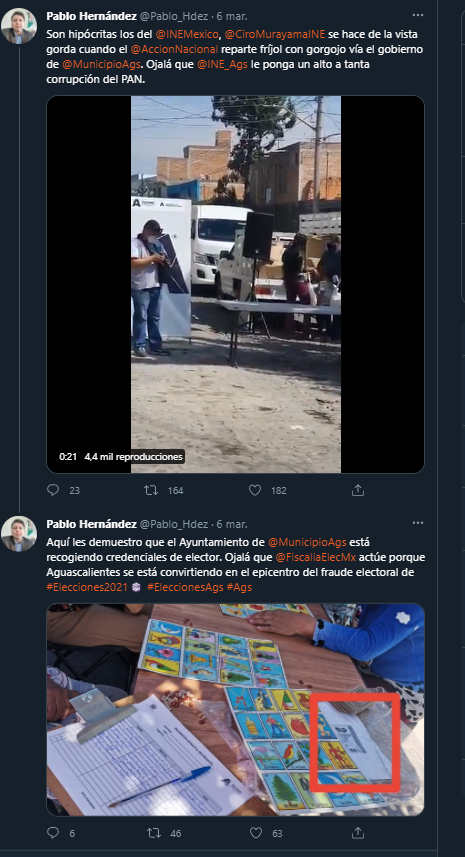 Pablo Hernández @Pablo_Hdez · 6 mar.
Son hipócritas los del @INEMexico, @CiroMurayamaINE se hace de la vista
gorda cuando el @AccionNacional reparte fríjol con gorgojo vía el gobierno
de @MunicipioAgs. Ojalá que @INE_Ags le ponga un alto a tanta
corrupción del PAN.
0:21 4,4 mil reproducciones
23 164 182
Pablo Hernández @Pablo_Hdez · 6 mar.
Aquí les demuestro que el Ayuntamiento de @MunicipioAgs está
recogiendo credenciales de elector. Ojalá que @FiscaliaElecMx actúe porque
Aguascalientes se está convirtiendo en el epicentro del fraude electoral de
#Elecciones2021 #EleccionesAgs #Ags
6 46 63